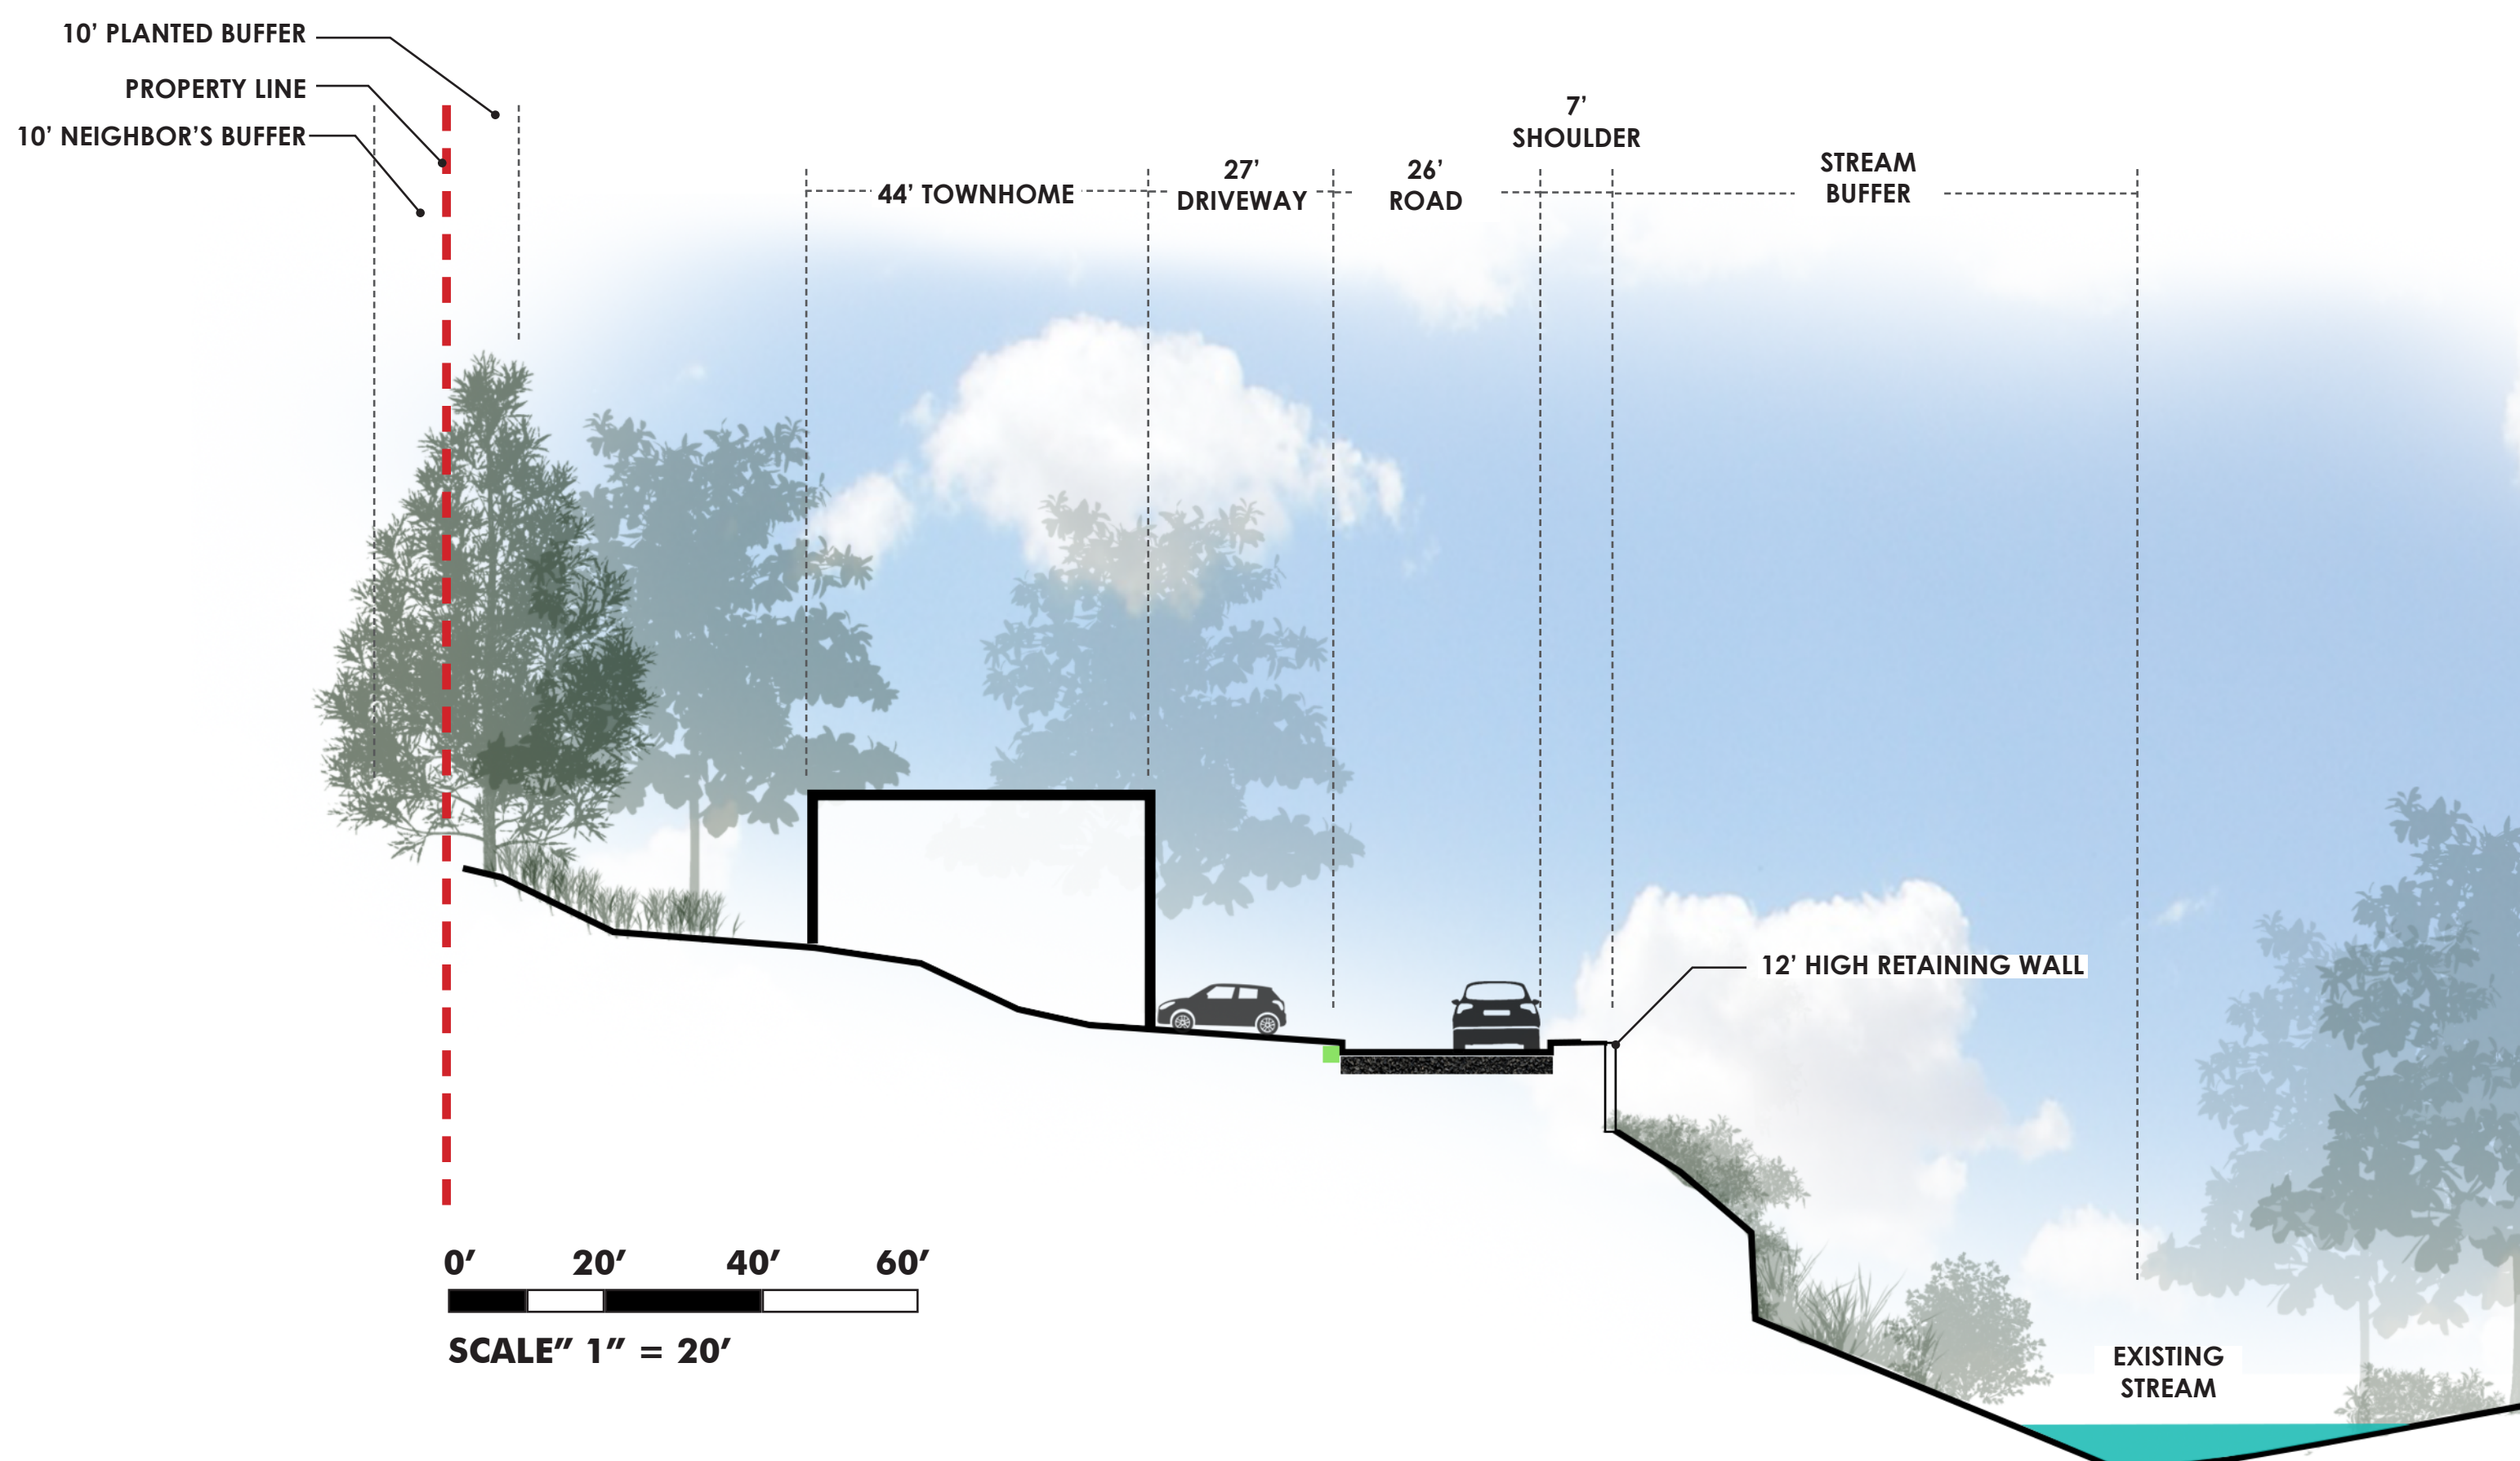 10’ PLANTED BUFFER
PROPERTY LINE
10’ NEIGHBOR’S BUFFER
44’ TOWNHOME
27’
DRIVEWAY
26’
ROAD
7’
SHOULDER
STREAM
BUFFER
12’ HIGH RETAINING WALL
0’ 20’ 40’ 60’
SCALE” 1” = 20’
EXISTING
STREAM